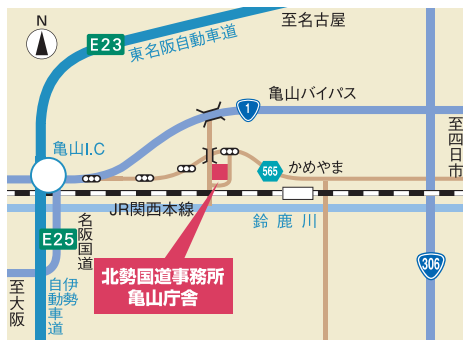 N
至名古屋
E23
東名阪自動車道
亀山バイパス
1
至四日市
亀山I.C
565
かめやま
JR関西本線
鈴鹿川
名阪国道
E25
北勢国道事務所
亀山庁舎
306
至大阪
伊勢
自動車道